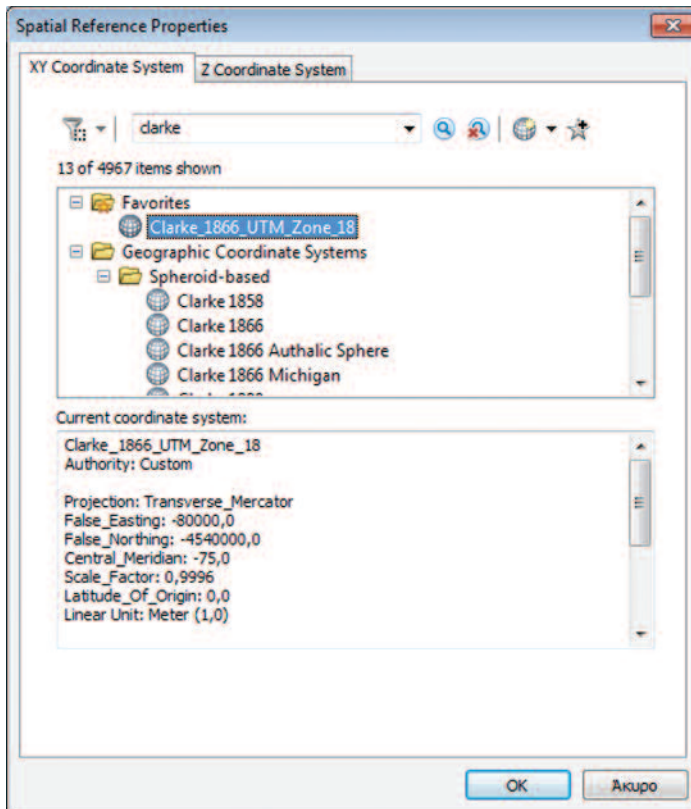 Spatial Reference Properties
XY Coordinate System
Z Coordinate System
clarke
13 of 4967 items shown
Favorites
Clarke_1866_UTM_Zone_18
Geographic Coordinate Systems
Spheroid-based
Clarke 1858
Clarke 1866
Clarke 1866 Authalic Sphere
Clarke 1866 Michigan
Current coordinate system:
Clarke_1866_UTM_Zone_18
Authority: Custom
Projection: Transverse_Mercator
False_Easting: -80000,0
False_Northing: -4540000,0
Central_Meridian: -75,0
Scale_Factor: 0,9996
Latitude_Of_Origin: 0,0
Linear Unit: Meter (1,0)
OK
Άκυρο